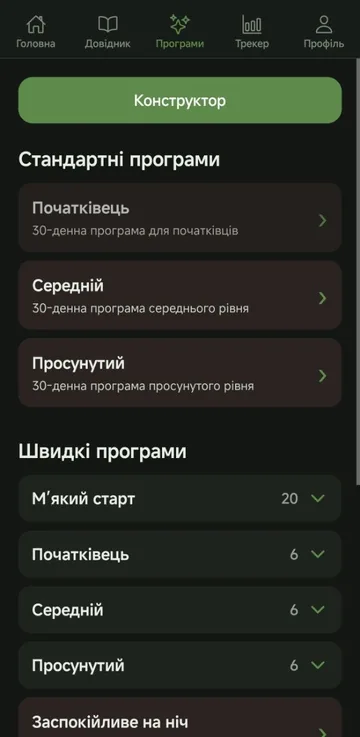 Головна
Довідник
Програми
Трекер
Профіль
Конструктор
Стандартні програми
Початківець
30-денна програма для початківців
Середній
30-денна програма середнього рівня
Просунутий
30-денна програма просунутого рівня
Швидкі програми
М’який старт 20
Початківець 6
Середній 6
Просунутий 6
Заспокійливе на ніч